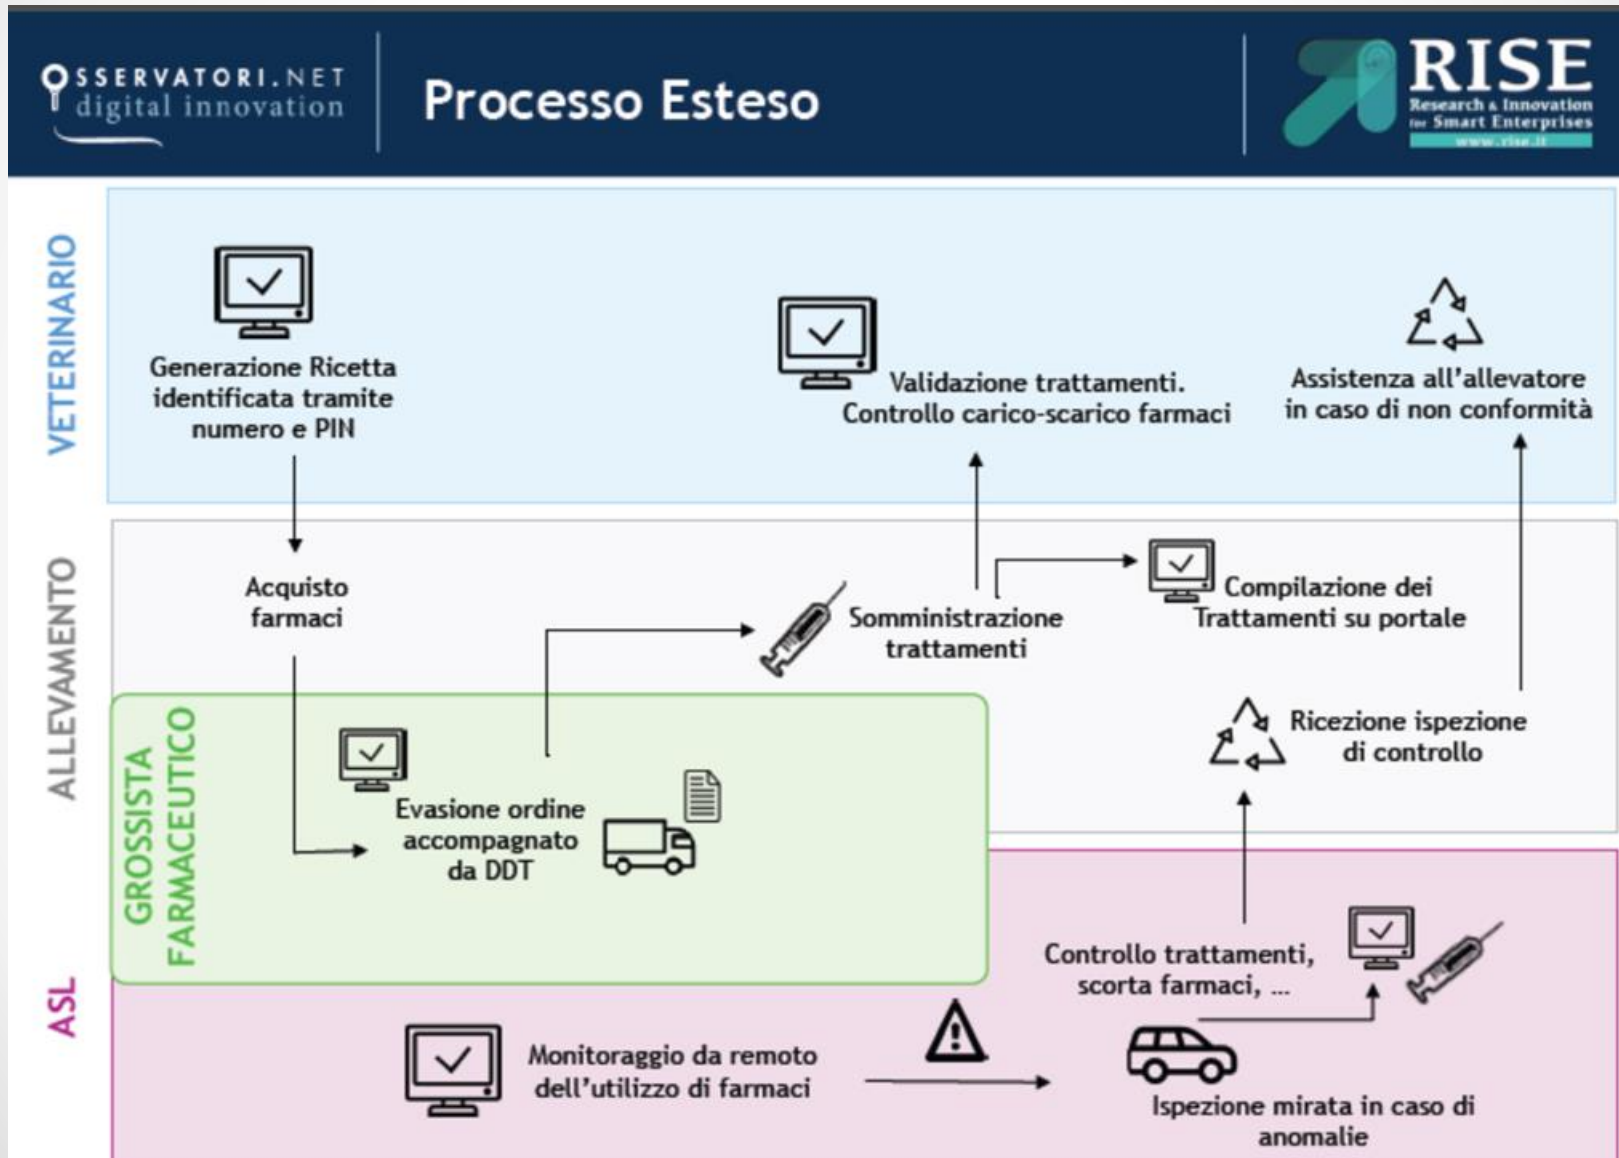 OSSERVATORI.NET
digital innovation
Processo Esteso
RISE
Research & Innovation
for Smart Enterprises
www.rise.it
VETERINARIO
Generazione Ricetta
identificata tramite
numero e PIN
Validazione trattamenti.
Controllo carico-scarico farmaci
Assistenza all'allevatore
in caso di non conformità
ALLEVAMENTO
Acquisto
farmaci
Somministrazione
trattamenti
Compilazione dei
Trattamenti su portale
Ricezione ispezione
di controllo
GROSSISTA
FARMACEUTICO
Evasione ordine
accompagnato
da DDT
ASL
Controllo trattamenti,
scorta farmaci, ...
Monitoraggio da remoto
dell'utilizzo di farmaci
Ispezione mirata in caso di
anomalie